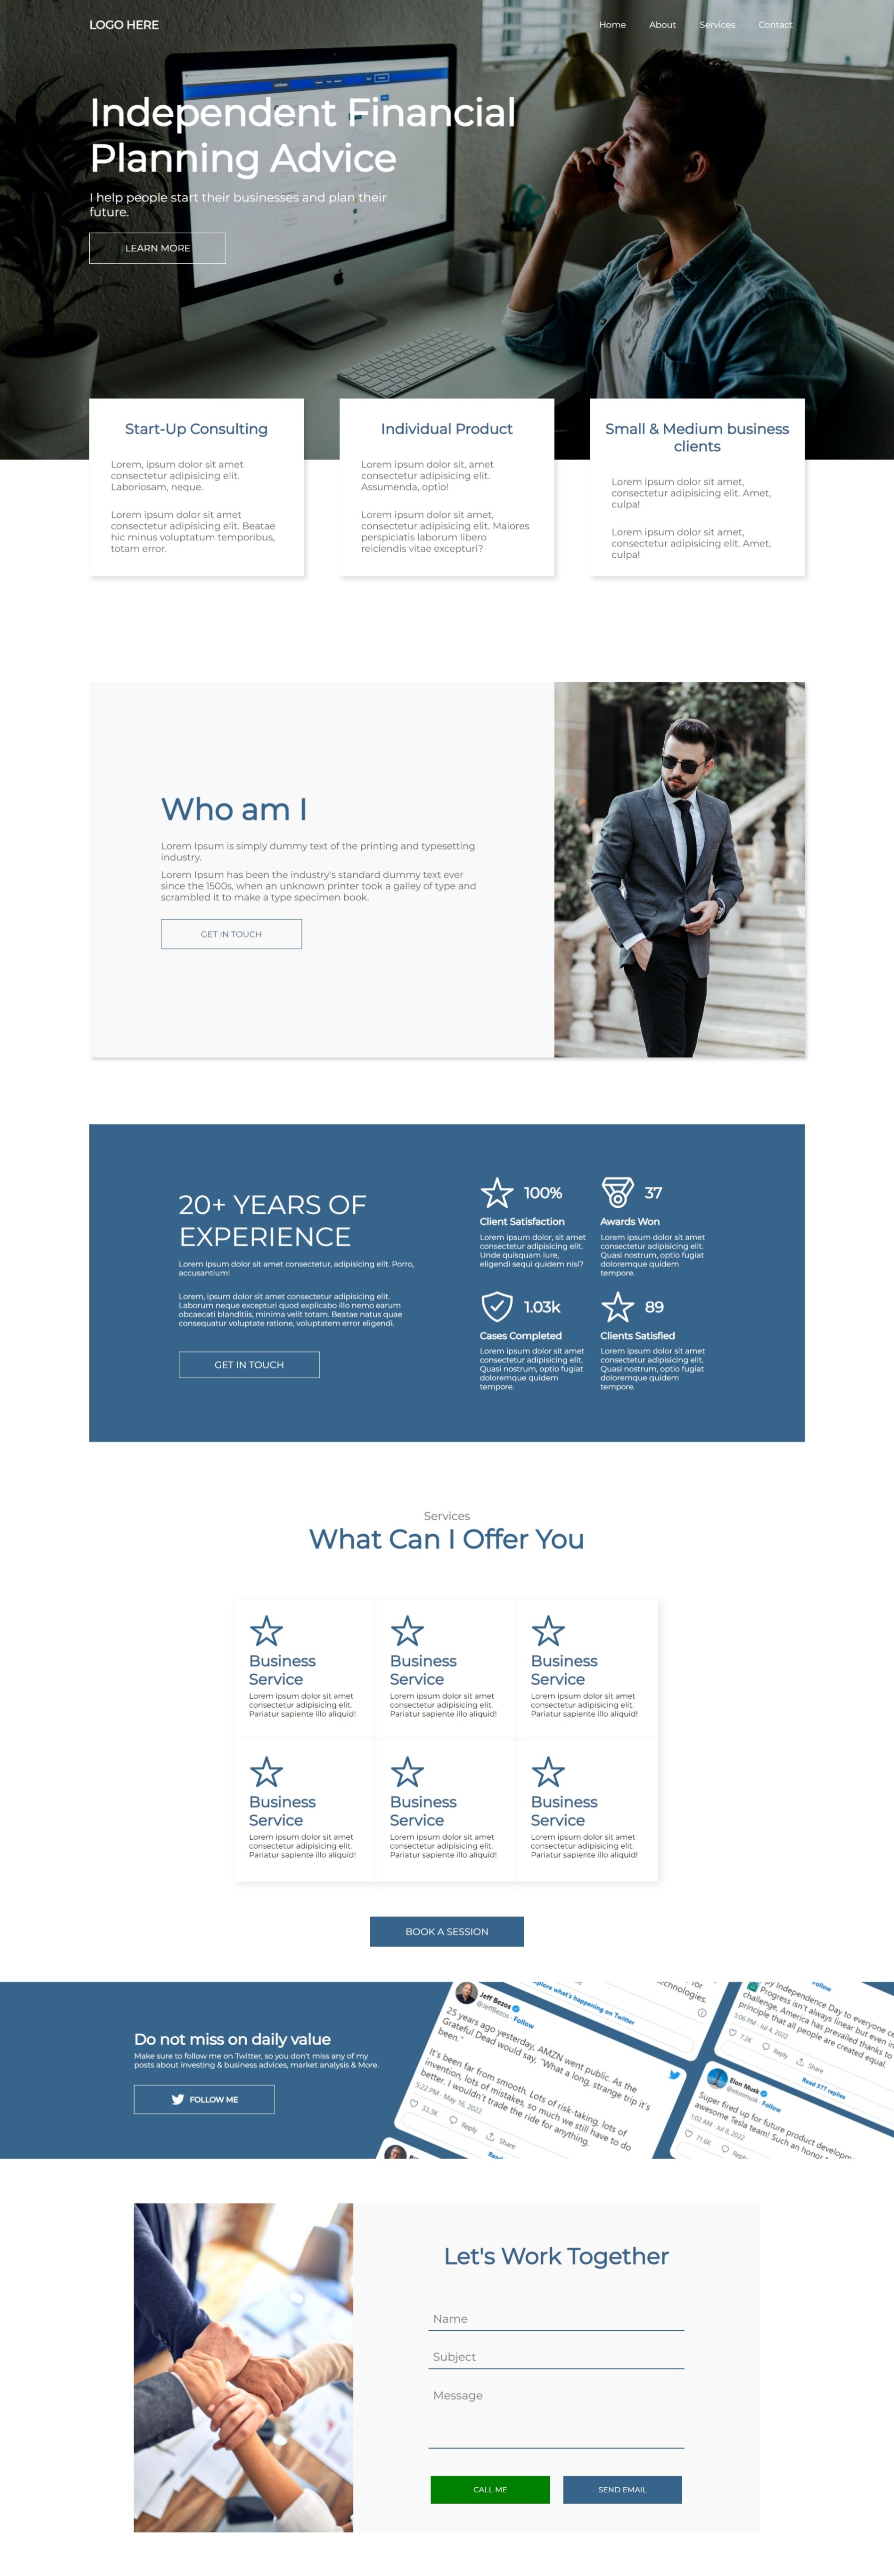 LOGO HERE
Home About Services Contact
Independent Financial
Planning Advice
I help people start their businesses and plan their
future.
LEARN MORE
Start-Up Consulting
Lorem, ipsum dolor sit amet
consectetur adipisicing elit.
Laboriosam, neque.
Lorem ipsum dolor sit amet
consectetur adipisicing elit. Beatae
hic minus voluptatum temporibus,
totam error.
Individual Product
Lorem ipsum dolor sit, amet
consectetur adipisicing elit.
Assumenda, optio!
Lorem ipsum dolor sit amet,
consectetur adipisicing elit. Maiores
perspiciatis laborum libero
reiciendis vitae excepturi?
Small & Medium business
clients
Lorem ipsum dolor sit amet,
consectetur adipisicing elit. Amet,
culpa!
Lorem ipsum dolor sit amet,
consectetur adipisicing elit. Amet,
culpa!
Who am I
Lorem Ipsum is simply dummy text of the printing and typesetting
industry.
Lorem Ipsum has been the industry's standard dummy text ever
since the 1500s, when an unknown printer took a galley of type and
scrambled it to make a type specimen book.
GET IN TOUCH
20+ YEARS OF
EXPERIENCE
Lorem ipsum dolor sit amet consectetur, adipisicing elit. Porro,
accusantium!
Lorem, ipsum dolor sit amet consectetur adipisicing elit.
Laborum neque excepturi quod explicabo illo nemo earum
obcaecati blanditiis, minima velit totam. Beatae natus quae
consequatur voluptate ratione, voluptatem error eligendi.
GET IN TOUCH
100%
Client Satisfaction
Lorem ipsum dolor, sit amet
consectetur adipisicing elit.
Unde quisquam iure,
eligendi sequi quidem nisi?
37
Awards Won
Lorem ipsum dolor sit amet
consectetur adipisicing elit.
Quasi nostrum, optio fugiat
doloremque quidem
tempore.
1.03k
Cases Completed
Lorem ipsum dolor sit amet
consectetur adipisicing elit.
Quasi nostrum, optio fugiat
doloremque quidem
tempore.
89
Clients Satisfied
Lorem ipsum dolor sit amet
consectetur adipisicing elit.
Quasi nostrum, optio fugiat
doloremque quidem
tempore.
Services
What Can I Offer You
Business
Service
Lorem ipsum dolor sit amet
consectetur adipisicing elit.
Pariatur sapiente illo aliquid!
Business
Service
Lorem ipsum dolor sit amet
consectetur adipisicing elit.
Pariatur sapiente illo aliquid!
Business
Service
Lorem ipsum dolor sit amet
consectetur adipisicing elit.
Pariatur sapiente illo aliquid!
Business
Service
Lorem ipsum dolor sit amet
consectetur adipisicing elit.
Pariatur sapiente illo aliquid!
Business
Service
Lorem ipsum dolor sit amet
consectetur adipisicing elit.
Pariatur sapiente illo aliquid!
Business
Service
Lorem ipsum dolor sit amet
consectetur adipisicing elit.
Pariatur sapiente illo aliquid!
BOOK A SESSION
Do not miss on daily value
Make sure to follow me on Twitter, so you don't miss any of my
posts about investing & business advices, market analysis & More.
FOLLOW ME
what's happening on Twitter
technologies.
Jeff Bezos
@JeffBezos · Follow
25 years ago yesterday, AMZN went public. As the
Grateful Dead would say, "What a long, strange trip it's
been."
It's been far from smooth. Lots of risk-taking, lots of
invention, lots of mistakes, so much we still have to do
better. I wouldn't trade the ride for anything.
5:22 PM · May 16, 2022
33.3K Reply Share
Follow
Independence Day to everyone
Progress isn't always linear but even in
challenge. America has prevailed thanks to
principle that all people are created equal.
5:06 PM · Jul 4, 2022
7.2K Reply Share
Read 377 replies
Elon Musk
@elonmusk · Follow
Super fired up for future product
awesome Tesla team! Such an honor
1:02 AM · Jul 9, 2022
71.6K
Let's Work Together
Name
Subject
Message
CALL ME
SEND EMAIL